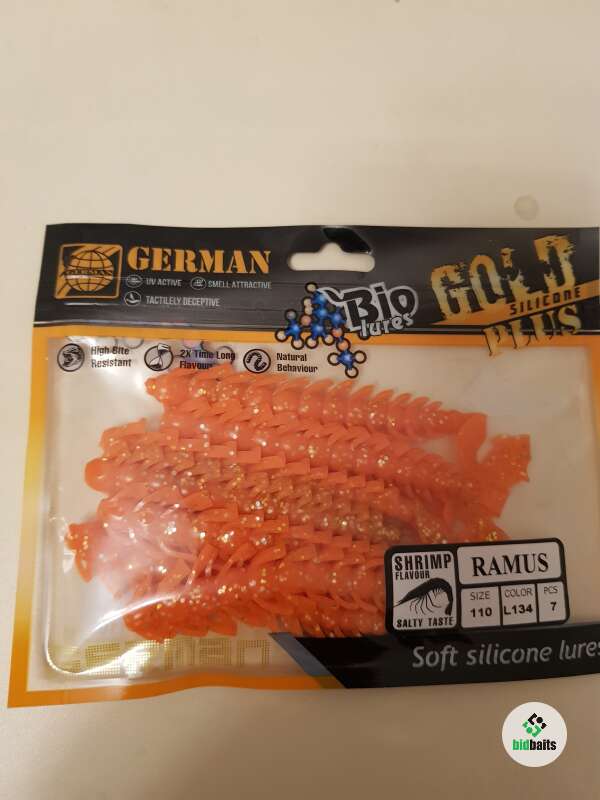 GERMAN
GERMAN
UV ACTIVE
SMELL ATTRACTIVE
TACTILELY DECEPTIVE
Bio
lures
GOLD
SILICONE
PLUS
High Bite
Resistant
2X Time Long
Flavour
Natural
Behaviour
SHRIMP
FLAVOUR
SALTY TASTE
RAMUS
SIZE
110
COLOR
L134
PCS
7
GERMAN
Soft silicone lures
bidbaits